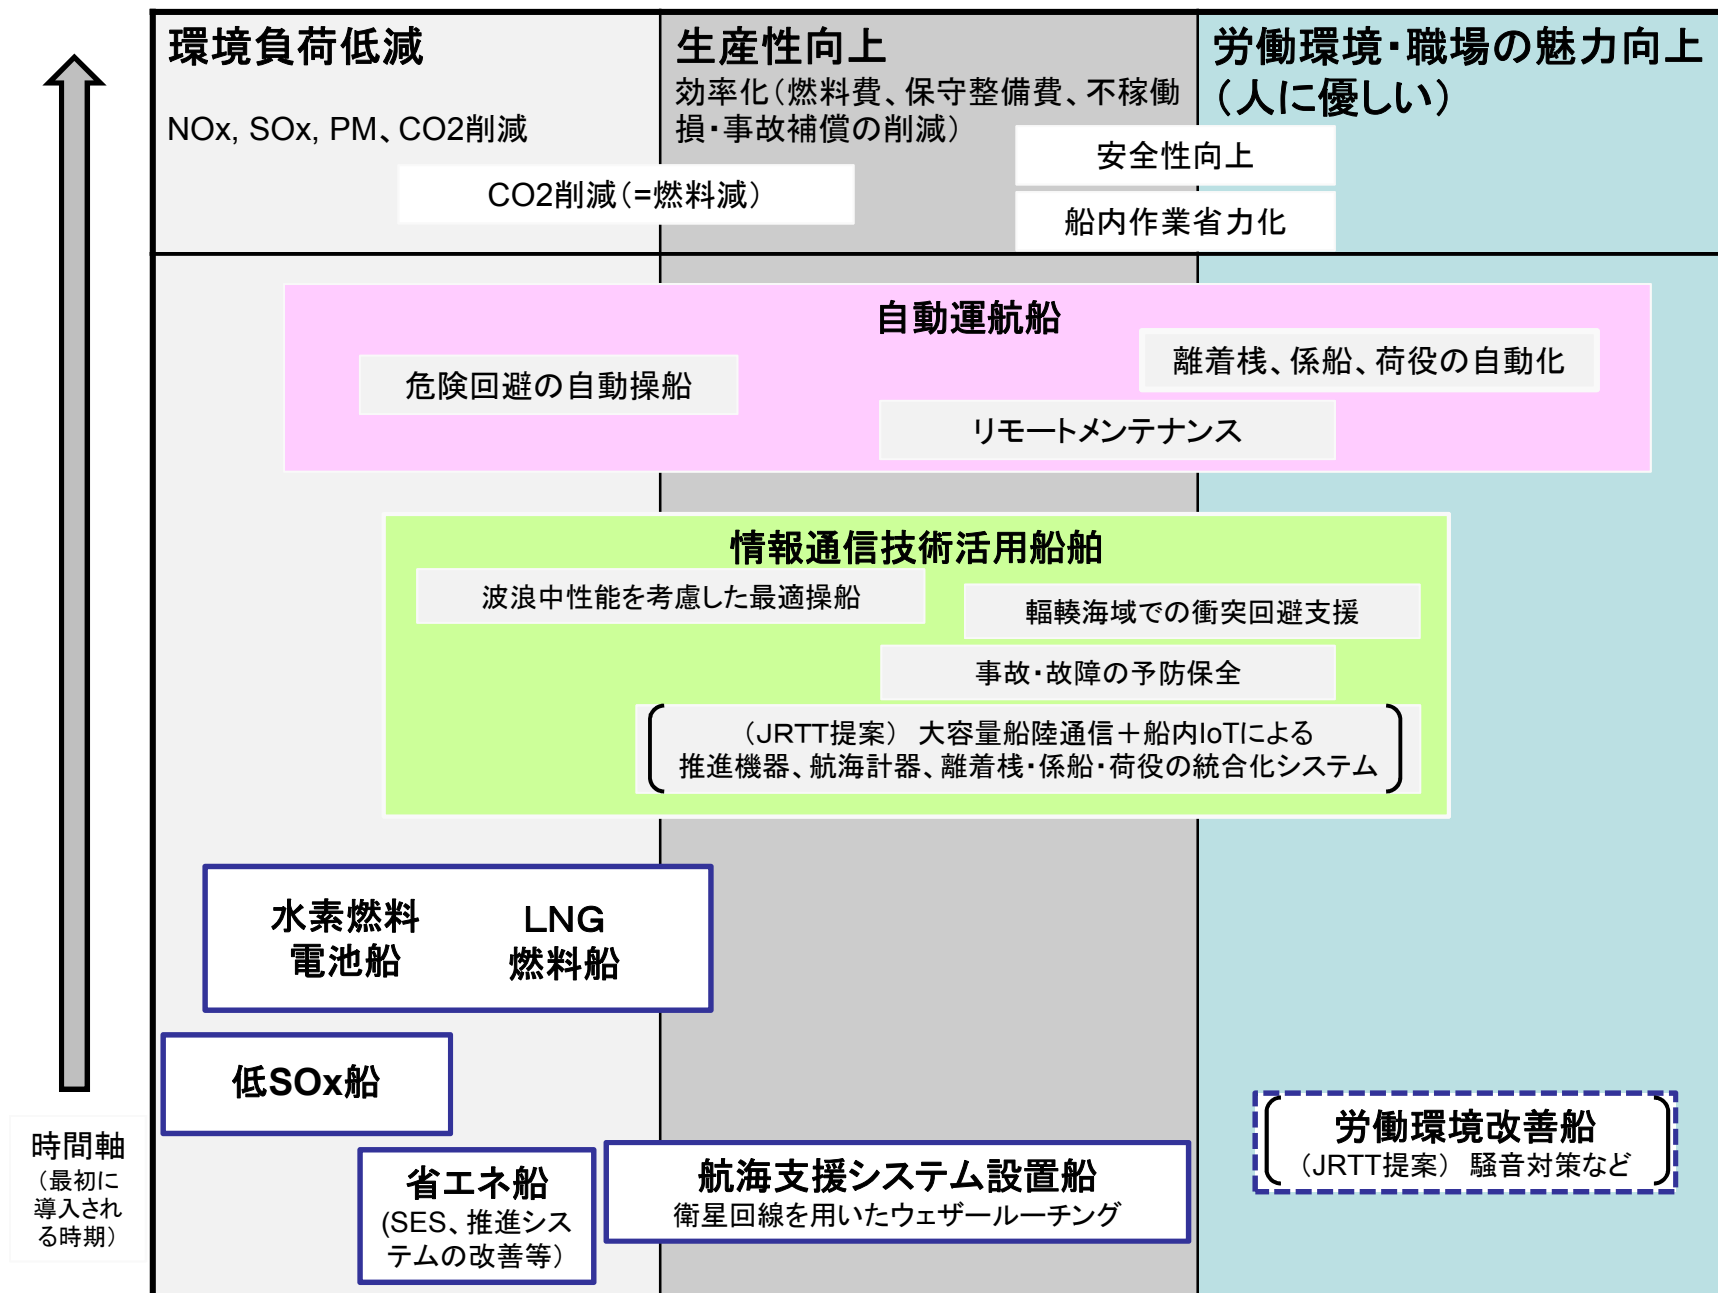 環境負荷低減
NOx, SOx, PM、CO2削減
生産性向上
効率化（燃料費、保守整備費、不稼働
損・事故補償の削減）
労働環境・職場の魅力向上
（人に優しい）
CO2削減（=燃料減）
安全性向上
船内作業省力化
自動運航船
危険回避の自動操船
離着桟、係船、荷役の自動化
リモートメンテナンス
情報通信技術活用船舶
波浪中性能を考慮した最適操船
輻輳海域での衝突回避支援
事故・故障の予防保全
（JRTT提案） 大容量船陸通信＋船内IoTによる
推進機器、航海計器、離着桟・係船・荷役の統合化システム
水素燃料
電池船
LNG
燃料船
低SOx船
省エネ船
(SES、推進シス
テムの改善等）
航海支援システム設置船
衛星回線を用いたウェザールーチング
労働環境改善船
（JRTT提案） 騒音対策など
時間軸
（最初に
導入され
る時期）